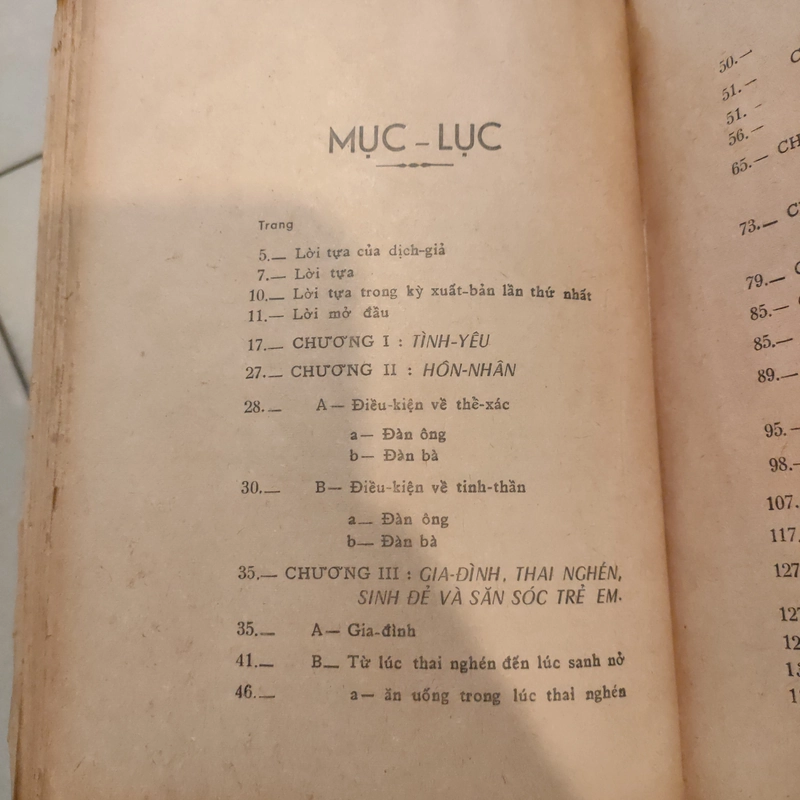 MỤC – LỤC
Trang
5.— Lời tựa của dịch-giả
7.— Lời tựa
10.— Lời tựa trong kỳ xuất-bản lần thứ nhất
11.— Lời mở đầu
17.— CHƯƠNG I : TÌNH-YÊU
27.— CHƯƠNG II : HÔN-NHÂN
28.— A— Điều-kiện về thể-xác
a— Đàn ông
b— Đàn bà
30.— B— Điều-kiện về tinh-thần
a— Đàn ông
b— Đàn bà
35.— CHƯƠNG III : GIA-ĐÌNH, THAI NGHÉN,
SINH ĐẺ VÀ SĂN SÓC TRẺ EM.
35.— A— Gia-đình
41.— B— Từ lúc thai nghén đến lúc sanh nở
46.— a— ăn uống trong lúc thai nghén
50.—
51.—
51.—
56.—
65.— CH
73.—
79.—
85.—
85.—
89.—
95.—
98.—
107.
117.
127